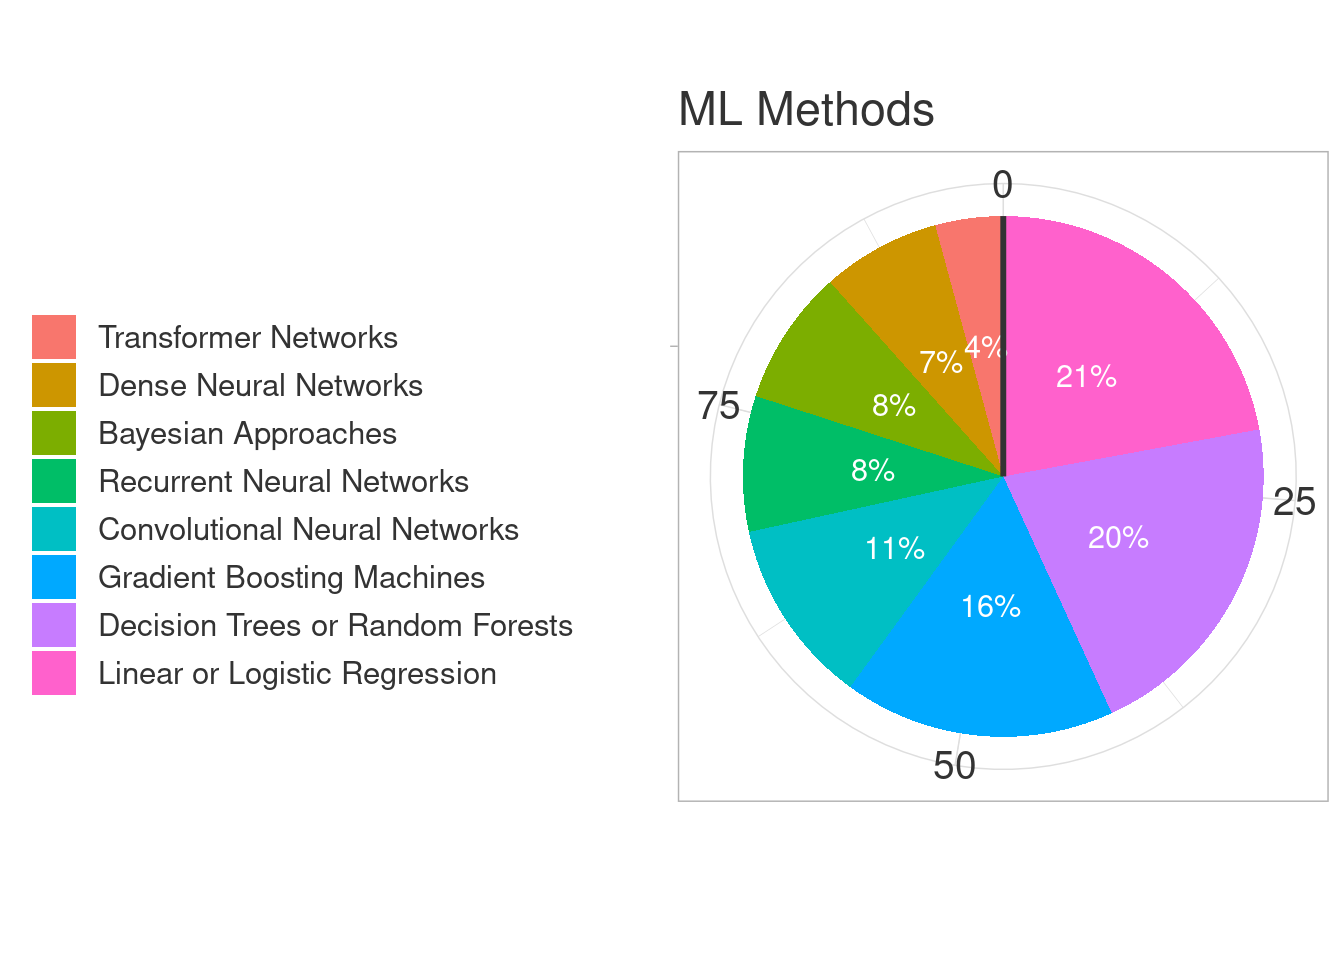 ML Methods
Transformer Networks
Dense Neural Networks
Bayesian Approaches
Recurrent Neural Networks
Convolutional Neural Networks
Gradient Boosting Machines
Decision Trees or Random Forests
Linear or Logistic Regression
0
4%
7%
21%
8%
75
8%
25
20%
11%
16%
50